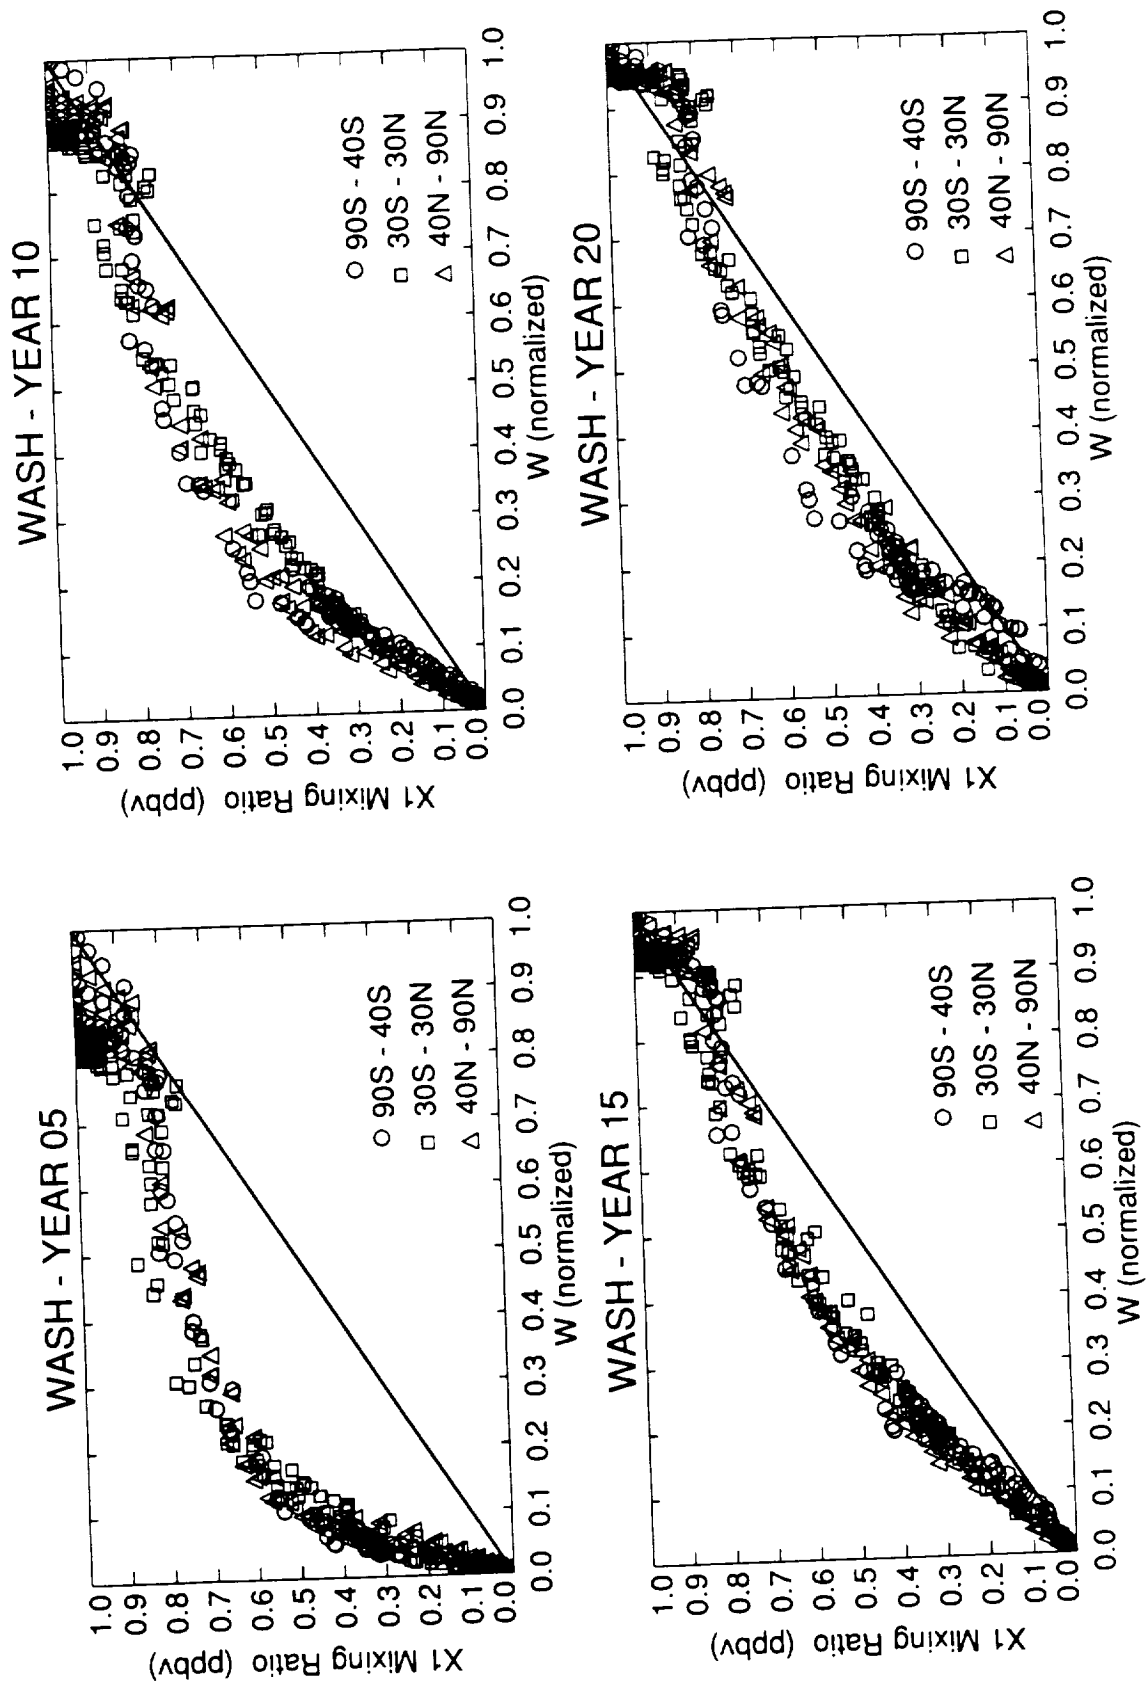 WASH - YEAR 05
1.0
0.9
0.8
0.7
0.6
0.5
0.4
0.3
0.2
0.1
0.0
X1 Mixing Ratio (ppbv)
○ 90S - 40S
□ 30S - 30N
△ 40N - 90N
0.0 0.1 0.2 0.3 0.4 0.5 0.6 0.7 0.8 0.9 1.0
W (normalized)
WASH - YEAR 10
1.0
0.9
0.8
0.7
0.6
0.5
0.4
0.3
0.2
0.1
0.0
X1 Mixing Ratio (ppbv)
○ 90S - 40S
□ 30S - 30N
△ 40N - 90N
0.0 0.1 0.2 0.3 0.4 0.5 0.6 0.7 0.8 0.9 1.0
W (normalized)
WASH - YEAR 15
1.0
0.9
0.8
0.7
0.6
0.5
0.4
0.3
0.2
0.1
0.0
X1 Mixing Ratio (ppbv)
○ 90S - 40S
□ 30S - 30N
△ 40N - 90N
0.0 0.1 0.2 0.3 0.4 0.5 0.6 0.7 0.8 0.9 1.0
W (normalized)
WASH - YEAR 20
1.0
0.9
0.8
0.7
0.6
0.5
0.4
0.3
0.2
0.1
0.0
X1 Mixing Ratio (ppbv)
○ 90S - 40S
□ 30S - 30N
△ 40N - 90N
0.0 0.1 0.2 0.3 0.4 0.5 0.6 0.7 0.8 0.9 1.0
W (normalized)